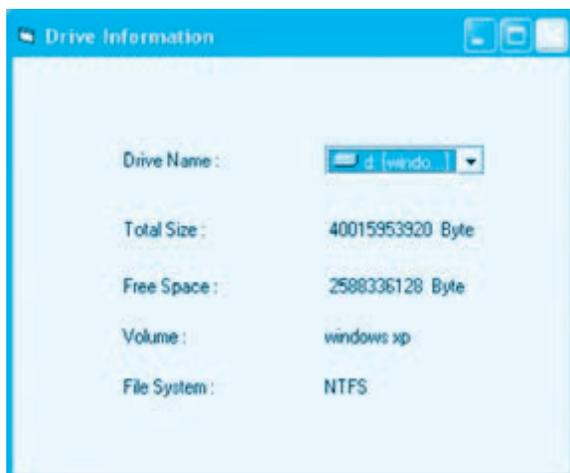 Drive Information
Drive Name : d: [windo...]
Total Size : 40015953920 Byte
Free Space : 2588336128 Byte
Volume : windows xp
File System : NTFS